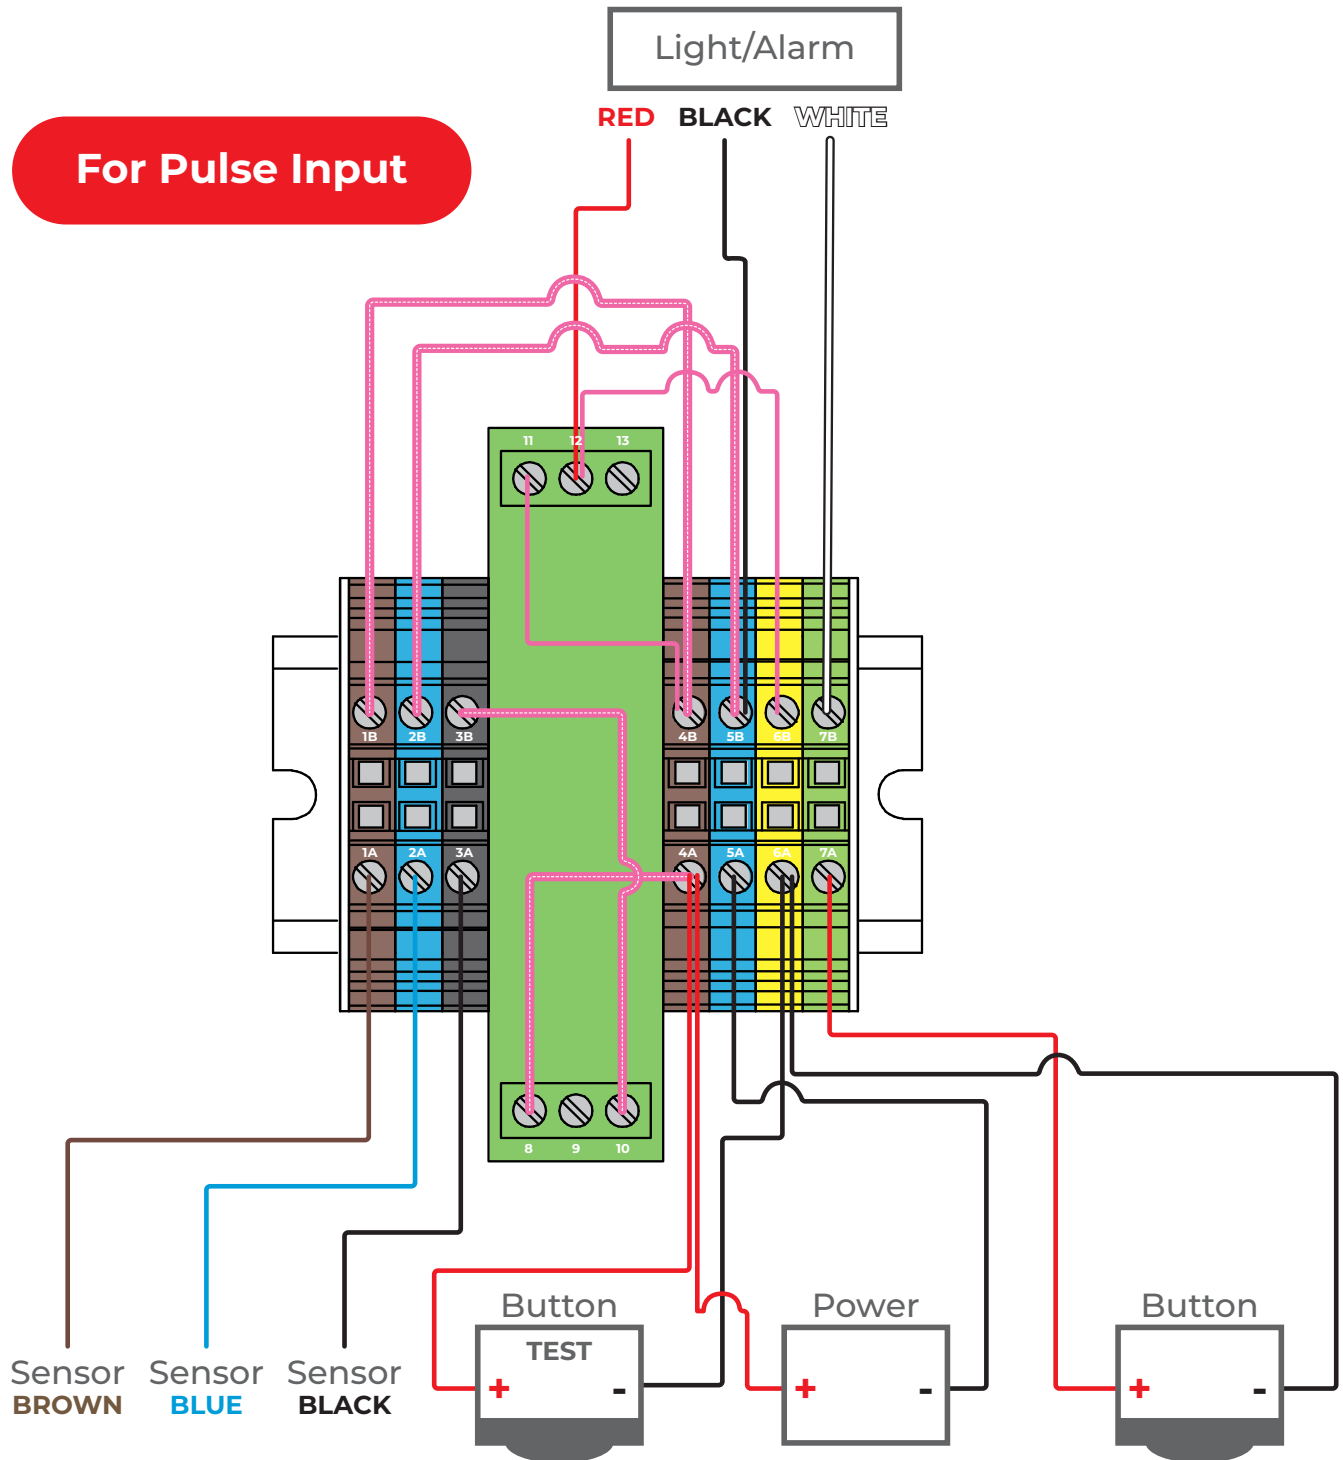 Light/Alarm
RED BLACK WHITE
For Pulse Input
11 12 13
1B 2B 3B 4B 5B 6B 7B
1A 2A 3A 4A 5A 6A 7A
8 9 10
Button Power Button
TEST
Sensor Sensor Sensor
BROWN BLUE BLACK
+ - + - + -